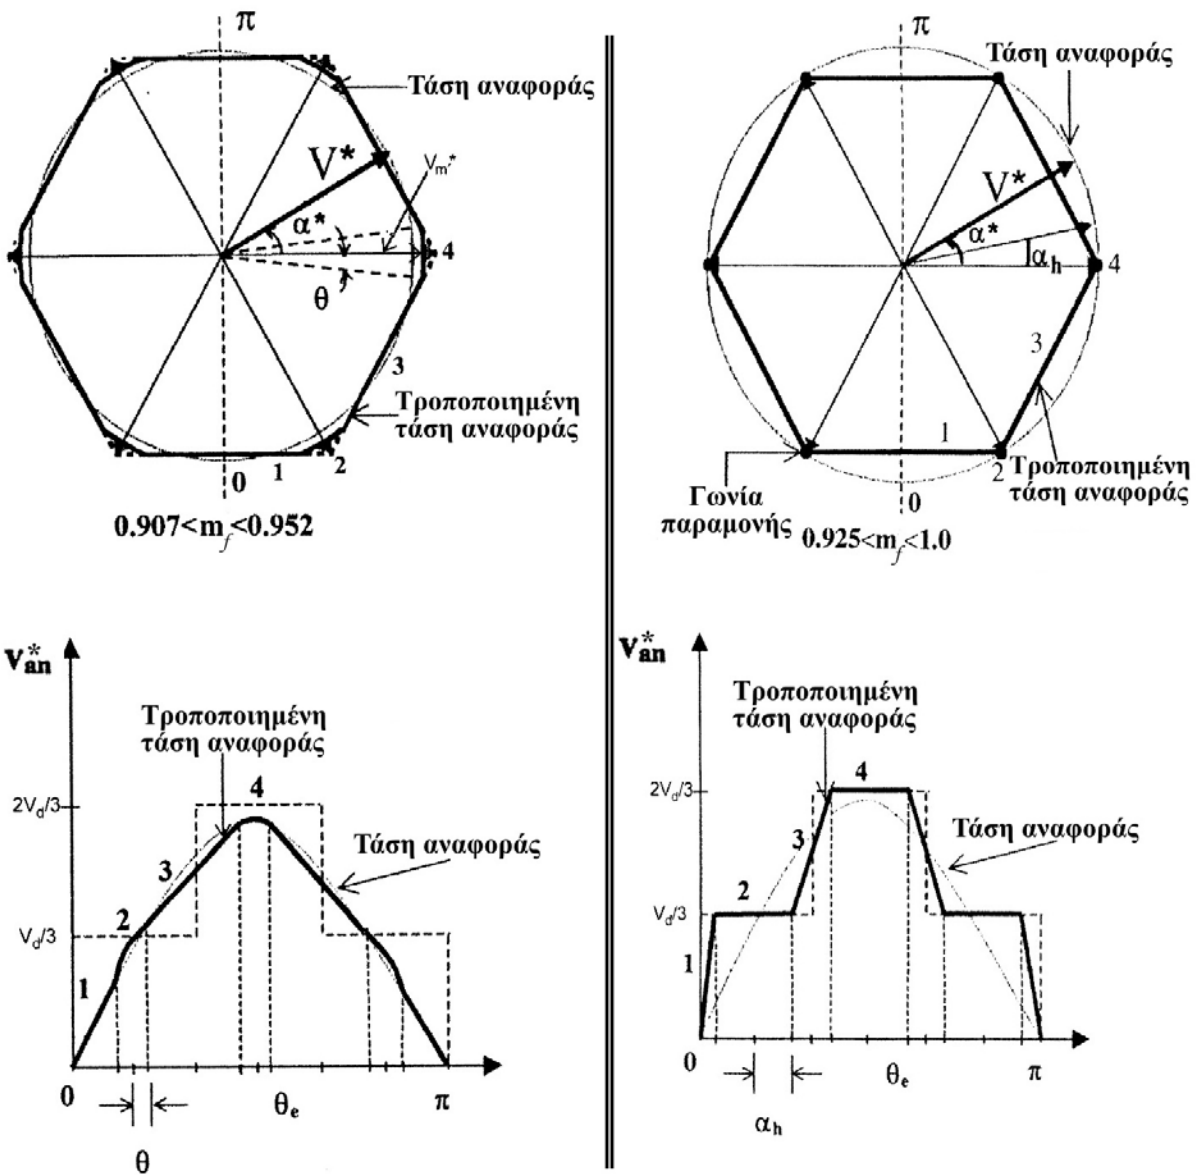 π
Τάση αναφοράς
V*
Vm*
α*
4
θ
3
Τροποποιημένη
τάση αναφοράς
2
1
0
0.907<mf<0.952
π
Τάση αναφοράς
V*
α*
αh
4
3
1
2
Τροποποιημένη
τάση αναφοράς
Γωνία
παραμονής
0
0.925<mf<1.0
Van*
Τροποποιημένη
τάση αναφοράς
4
2Vd/3
Τάση αναφοράς
3
2
Vd/3
1
0
θe
π
θ
Van*
Τροποποιημένη
τάση αναφοράς
4
2Vd/3
Τάση αναφοράς
3
2
Vd/3
1
0
θe
π
αh